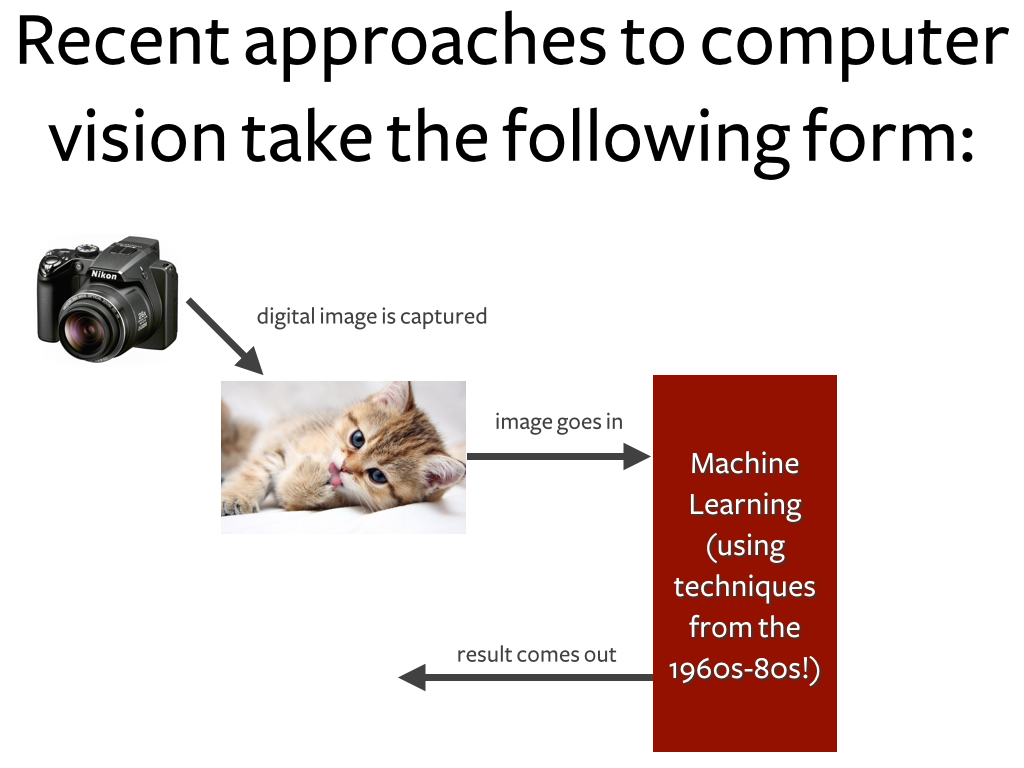 Recent approaches to computer
vision take the following form:
Nikon
digital image is captured
image goes in
Machine
Learning
(using
techniques
from the
1960s-80s!)
result comes out